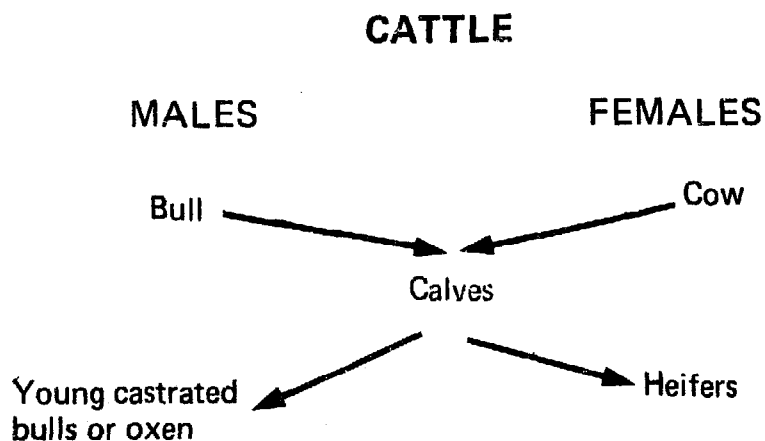 CATTLE
MALES FEMALES
Bull Cow
Calves
Young castrated
bulls or oxen
Heifers